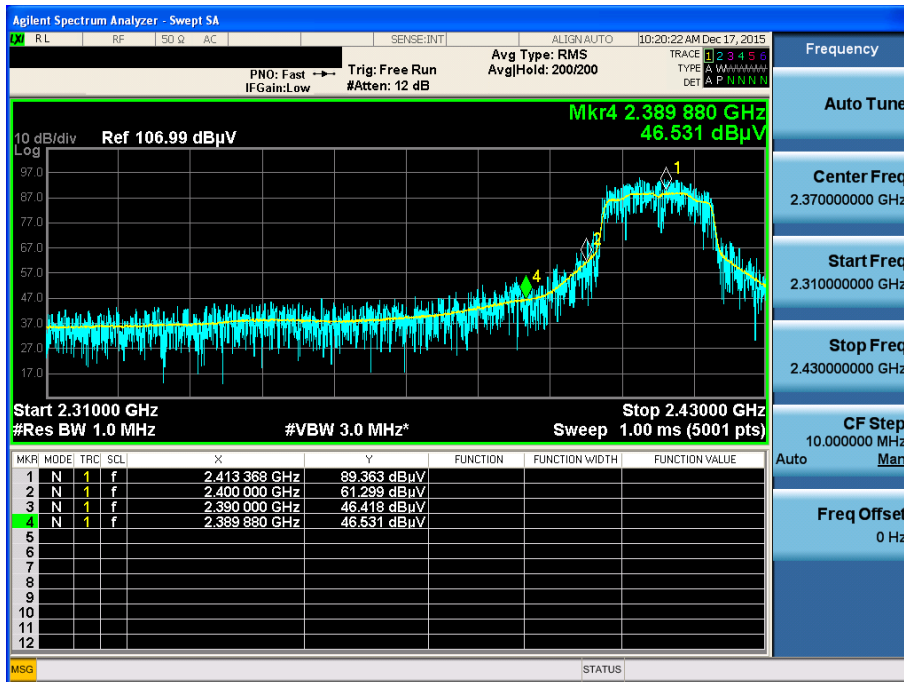 Agilent Spectrum Analyzer - Swept SA
LXI RL RF 50 Ω AC SENSE:INT ALIGN AUTO 10:20:22 AM Dec 17, 2015
PNO: Fast
IFGain:Low
Trig: Free Run
#Atten: 12 dB
Avg Type: RMS
Avg|Hold: 200/200
TRACE 1 2 3 4 5 6
TYPE A WWWWW
DET A P N N N N
Frequency
Mkr4 2.389 880 GHz
46.531 dBµV
10 dB/div Ref 106.99 dBµV
Log
97.0
87.0
77.0
67.0
57.0
47.0
37.0
27.0
17.0
1
2
4
Start 2.31000 GHz Stop 2.43000 GHz
#Res BW 1.0 MHz #VBW 3.0 MHz* Sweep 1.00 ms (5001 pts)
MKR MODE TRC SCL X Y FUNCTION FUNCTION WIDTH FUNCTION VALUE
1 N 1 f 2.413 368 GHz 89.363 dBµV
2 N 1 f 2.400 000 GHz 61.299 dBµV
3 N 1 f 2.390 000 GHz 46.418 dBµV
4 N 1 f 2.389 880 GHz 46.531 dBµV
5
6
7
8
9
10
11
12
MSG STATUS
Auto Tune
Center Freq
2.370000000 GHz
Start Freq
2.310000000 GHz
Stop Freq
2.430000000 GHz
CF Step
10.000000 MHz
Auto Man
Freq Offset
0 Hz